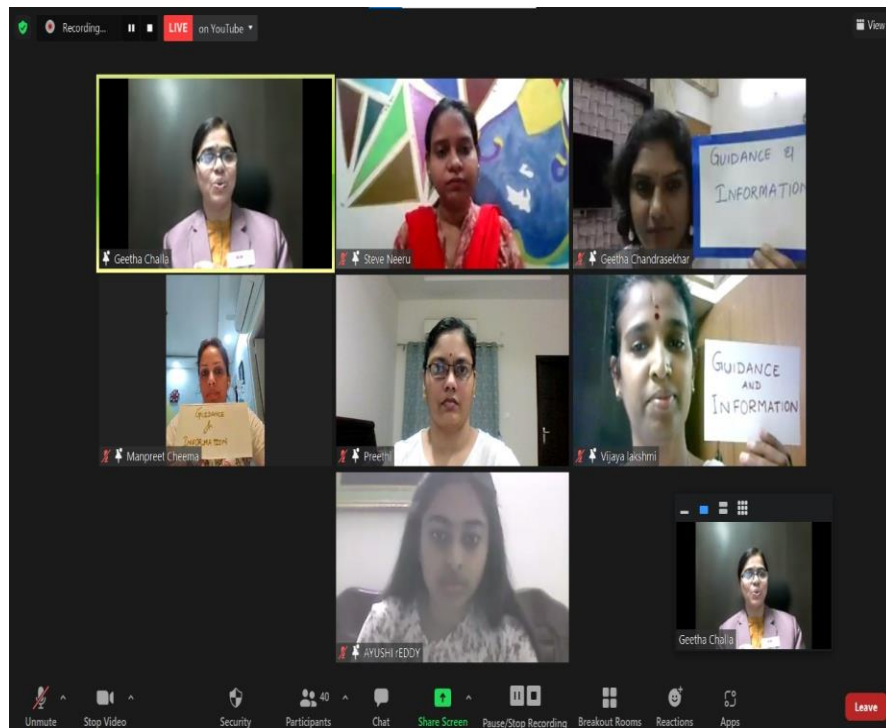 Recording...
LIVE on YouTube
View
Geetha Challa
Steve Neeru
Geetha Chandrasekhar
GUIDANCE &
INFORMATION
Manpreet Cheema
GUIDANCE
&
INFORMATION
Preethi
Vijaya lakshmi
GUIDANCE
AND
INFORMATION
AYUSHI rEDDY
Geetha Challa
Unmute
Stop Video
Security
40
Participants
Chat
Share Screen
Pause/Stop Recording
Breakout Rooms
Reactions
Apps
Leave